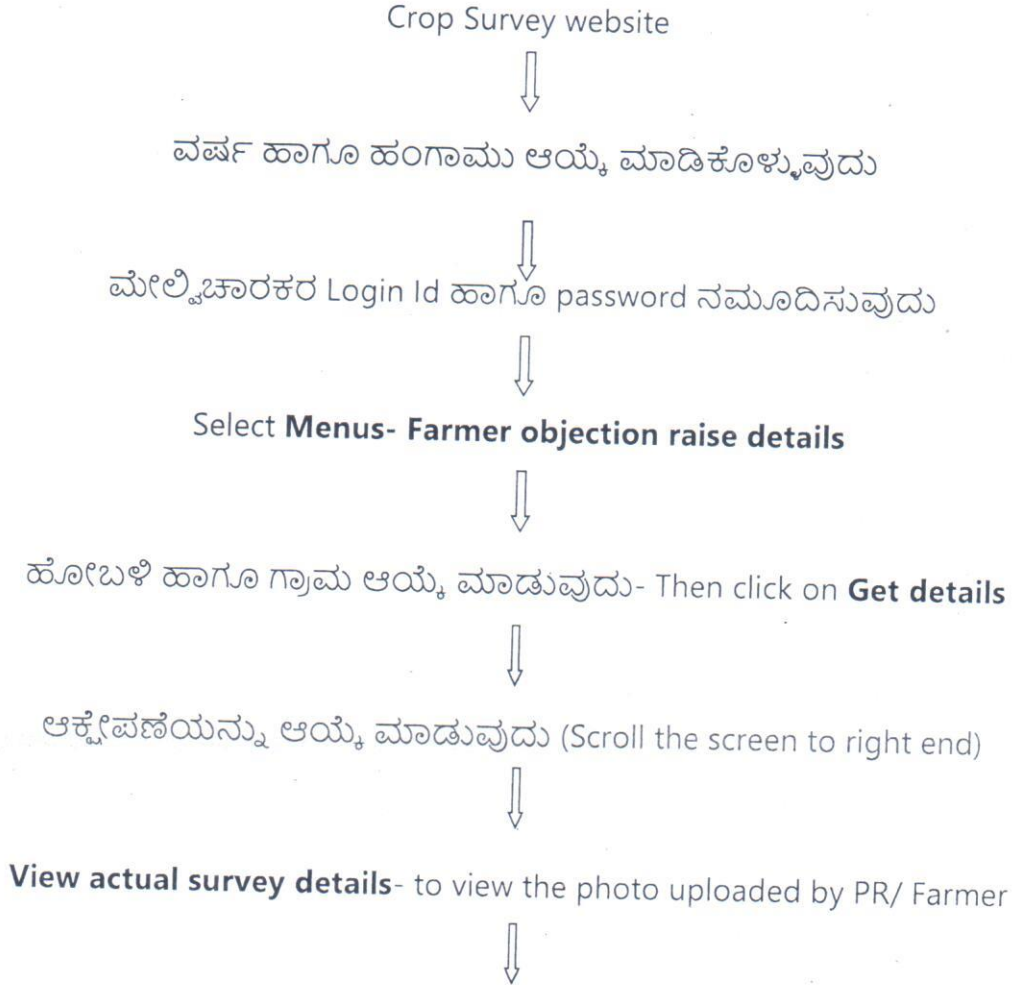 Crop Survey website
ವರ್ಷ ಹಾಗೂ ಹಂಗಾಮು ಆಯ್ಕೆ ಮಾಡಿಕೊಳ್ಳುವುದು
ಮೇಲ್ವಿಚಾರಕರ Login Id ಹಾಗೂ password ನಮೂದಿಸುವುದು
Select Menus- Farmer objection raise details
ಹೋಬಳಿ ಹಾಗೂ ಗ್ರಾಮ ಆಯ್ಕೆ ಮಾಡುವುದು- Then click on Get details
ಆಕ್ಷೇಪಣೆಯನ್ನು ಆಯ್ಕೆ ಮಾಡುವುದು (Scroll the screen to right end)
View actual survey details- to view the photo uploaded by PR/ Farmer